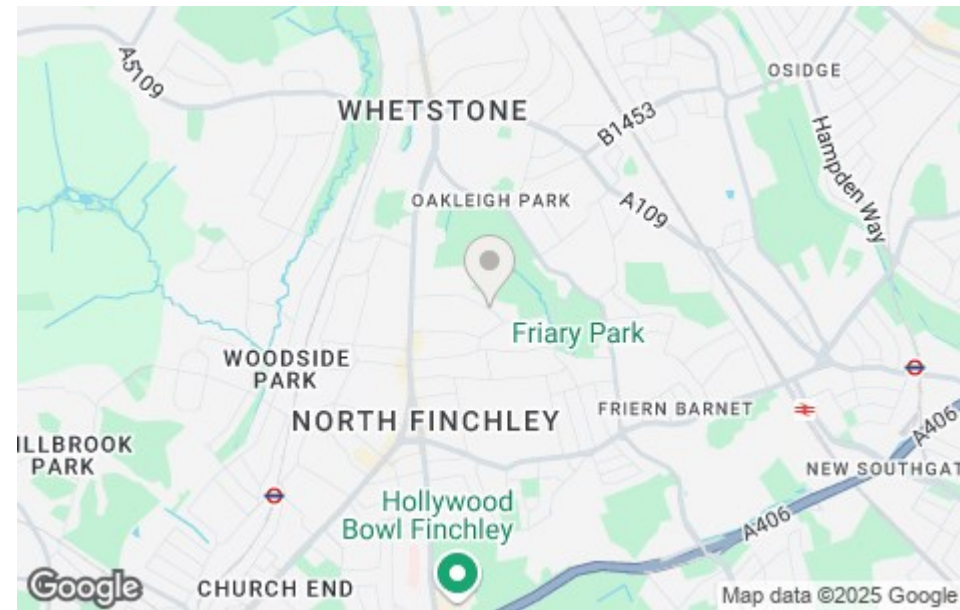 A5109
WHETSTONE
OSIDGE
B1453
Hampden Way
OAKLEIGH PARK
A109
Friary Park
WOODSIDE
PARK
NORTH FINCHLEY
FRIERN BARNET
A406
ILLBROOK
PARK
NEW SOUTHGAT
Hollywood
Bowl Finchley
A406
CHURCH END
Google
Map data ©2025 Google